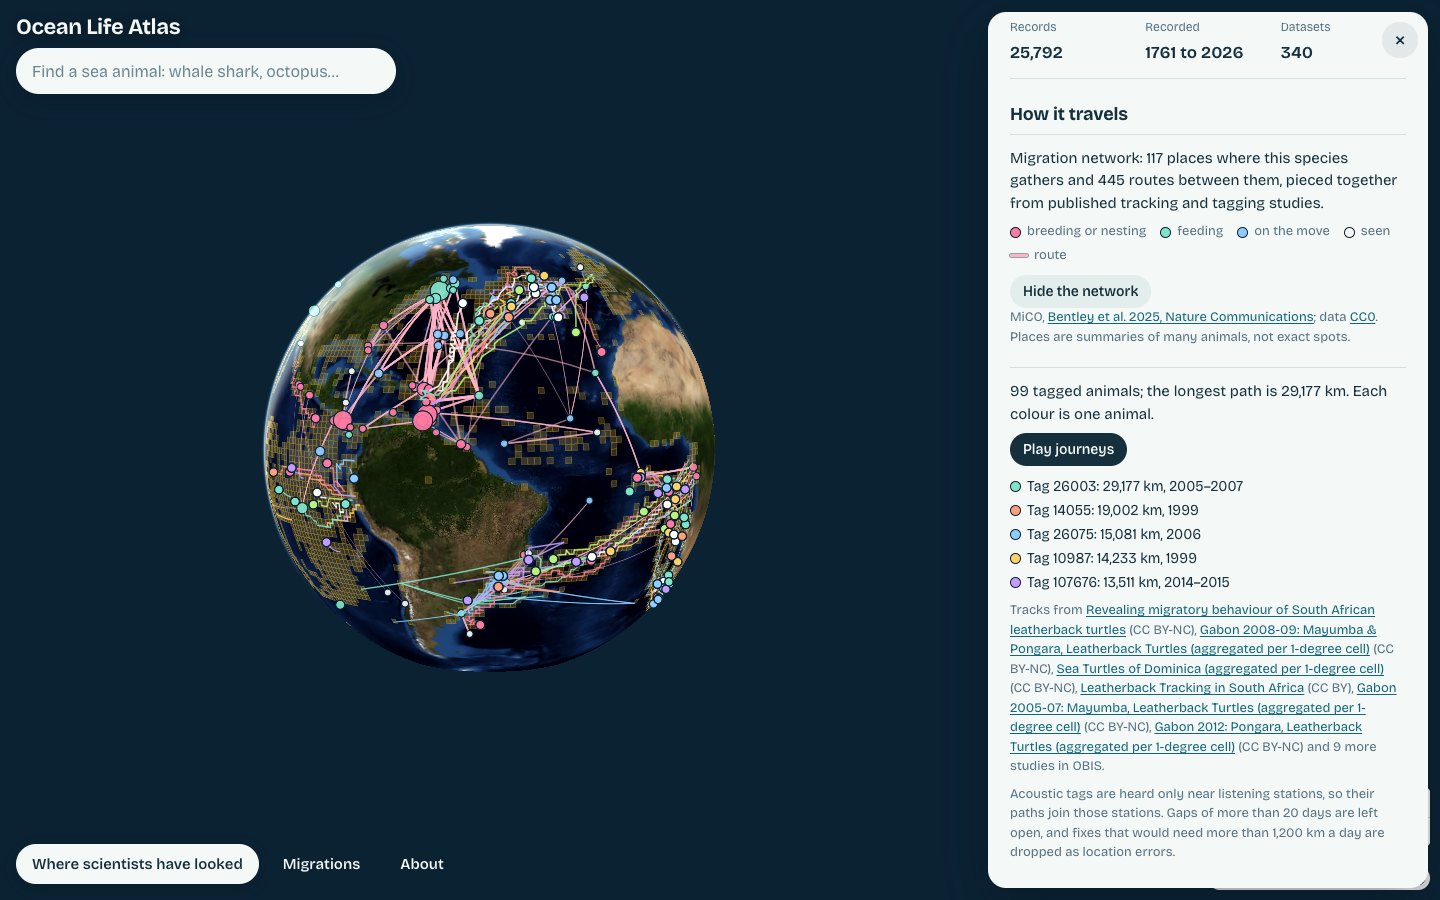 Ocean Life Atlas
Find a sea animal: whale shark, octopus...
Where scientists have looked
Migrations
About
Records
Recorded
Datasets
25,792
1761 to 2026
340
×
How it travels
Migration network: 117 places where this species
gathers and 445 routes between them, pieced together
from published tracking and tagging studies.
breeding or nesting
feeding
on the move
seen
route
Hide the network
MiCO, Bentley et al. 2025, Nature Communications; data CC0.
Places are summaries of many animals, not exact spots.
99 tagged animals; the longest path is 29,177 km. Each
colour is one animal.
Play journeys
Tag 26003: 29,177 km, 2005–2007
Tag 14055: 19,002 km, 1999
Tag 26075: 15,081 km, 2006
Tag 10987: 14,233 km, 1999
Tag 107676: 13,511 km, 2014–2015
Tracks from Revealing migratory behaviour of South African
leatherback turtles (CC BY-NC), Gabon 2008-09: Mayumba &
Pongara, Leatherback Turtles (aggregated per 1-degree cell) (CC
BY-NC), Sea Turtles of Dominica (aggregated per 1-degree cell)
(CC BY-NC), Leatherback Tracking in South Africa (CC BY), Gabon
2005-07: Mayumba, Leatherback Turtles (aggregated per 1-
degree cell) (CC BY-NC), Gabon 2012: Pongara, Leatherback
Turtles (aggregated per 1-degree cell) (CC BY-NC) and 9 more
studies in OBIS.
Acoustic tags are heard only near listening stations, so their
paths join those stations. Gaps of more than 20 days are left
open, and fixes that would need more than 1,200 km a day are
dropped as location errors.